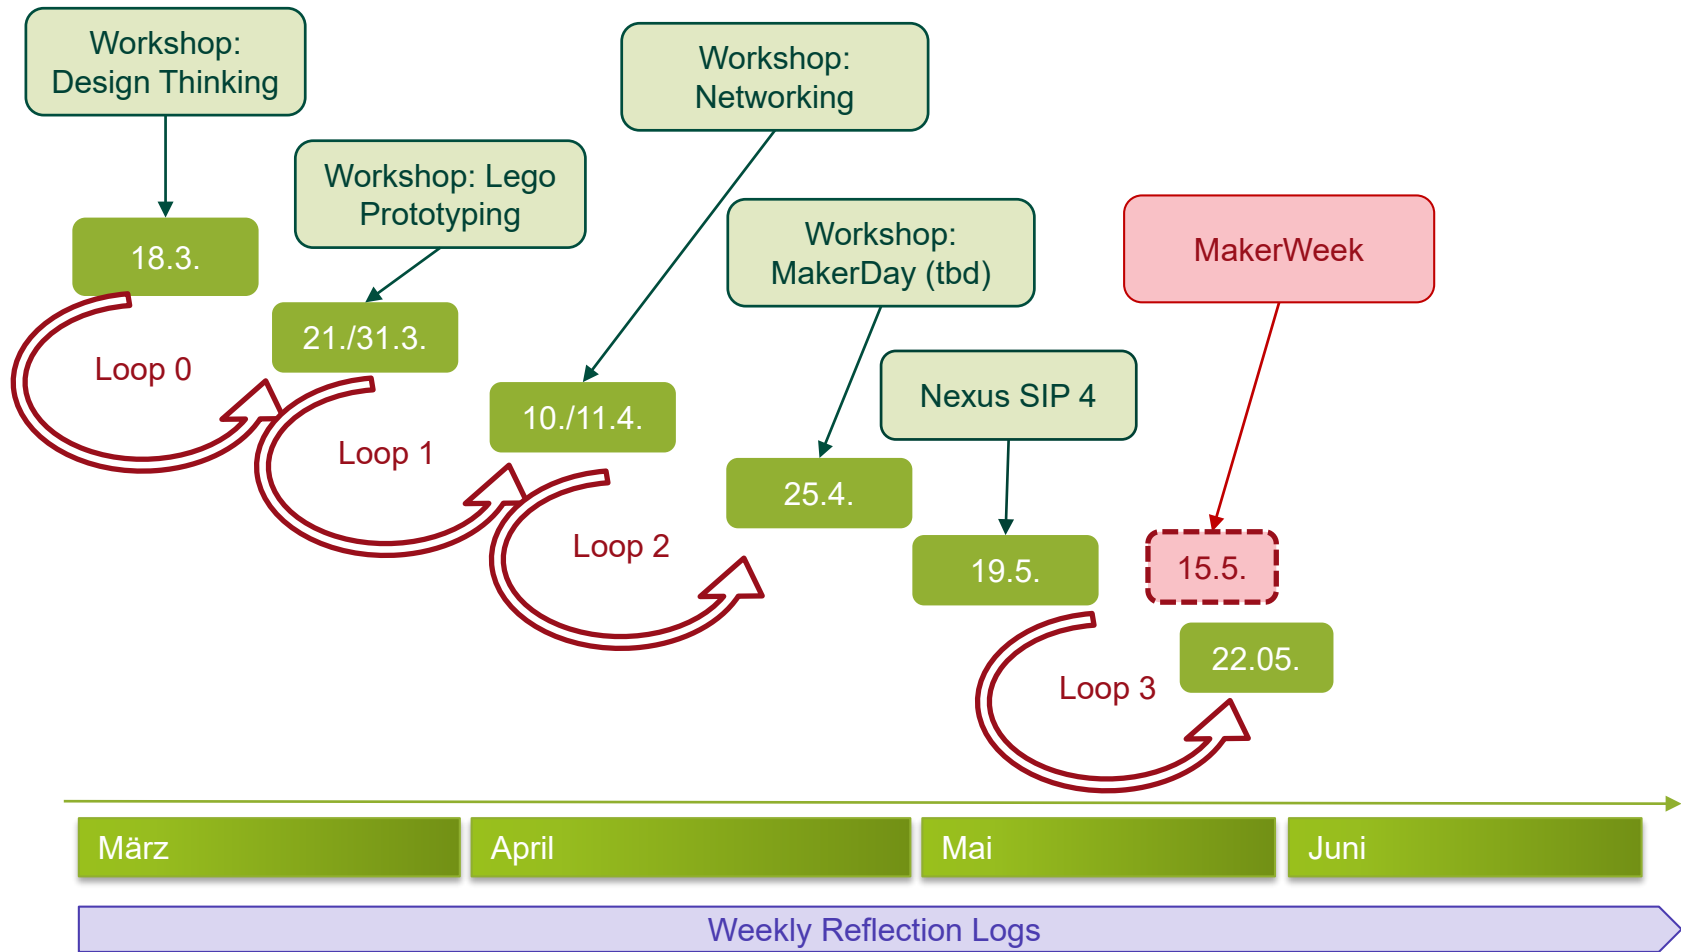 Workshop:
Design Thinking
Workshop:
Networking
Workshop: Lego
Prototyping
Workshop:
MakerDay (tbd)
MakerWeek
18.3.
21./31.3.
Loop 0
Nexus SIP 4
10./11.4.
Loop 1
25.4.
Loop 2
19.5.
15.5.
22.05.
Loop 3
März
April
Mai
Juni
Weekly Reflection Logs